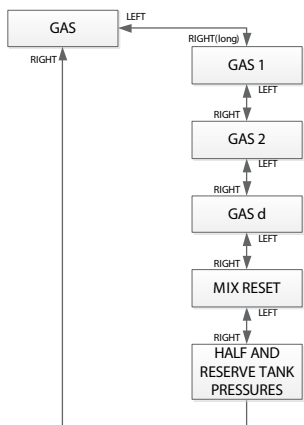 GAS
LEFT
RIGHT
RIGHT(long)
GAS 1
LEFT
RIGHT
GAS 2
LEFT
RIGHT
GAS d
LEFT
RIGHT
MIX RESET
LEFT
RIGHT
HALF AND
RESERVE TANK
PRESSURES